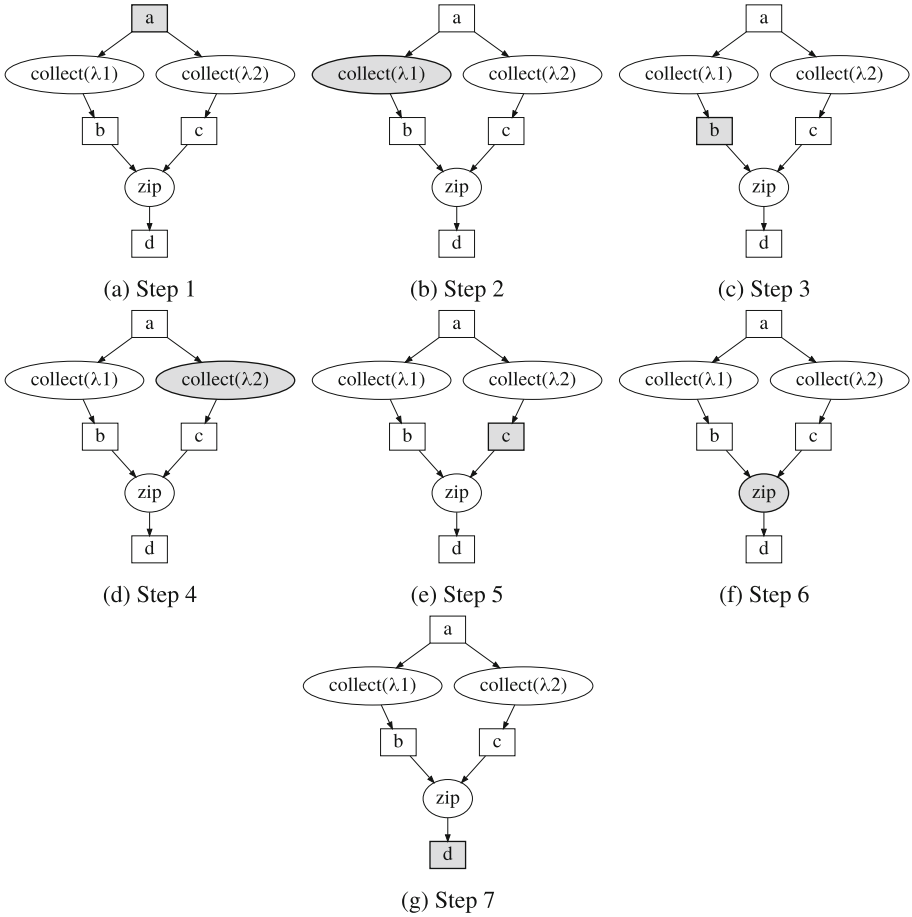 a
collect(λ1) collect(λ2)
b c
zip
d
(a) Step 1
a
collect(λ1) collect(λ2)
b c
zip
d
(b) Step 2
a
collect(λ1) collect(λ2)
b c
zip
d
(c) Step 3
a
collect(λ1) collect(λ2)
b c
zip
d
(d) Step 4
a
collect(λ1) collect(λ2)
b c
zip
d
(e) Step 5
a
collect(λ1) collect(λ2)
b c
zip
d
(f) Step 6
a
collect(λ1) collect(λ2)
b c
zip
d
(g) Step 7